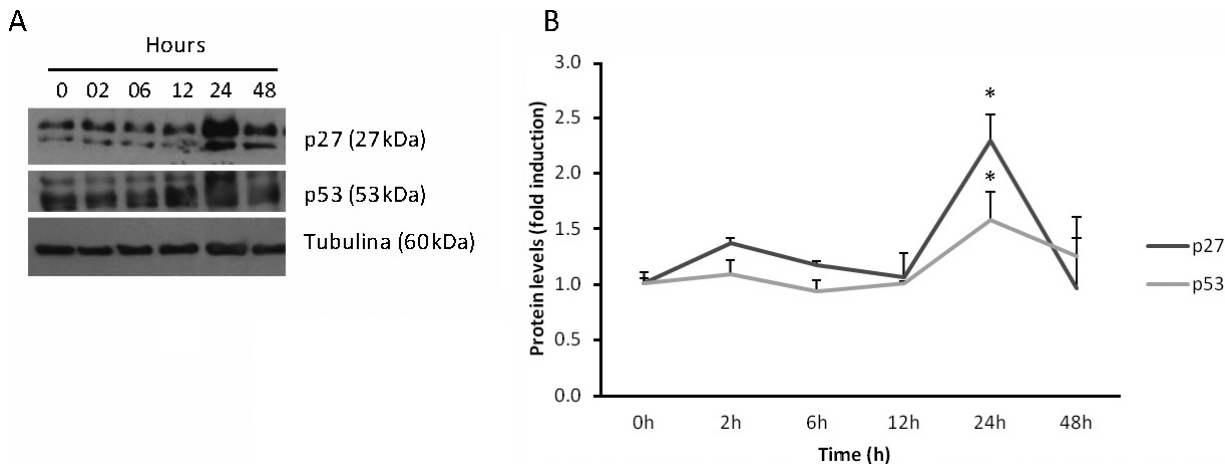 A
Hours
0 02 06 12 24 48
p27 (27kDa)
p53 (53kDa)
Tubulina (60kDa)
B
Protein levels (fold induction)
3.0
2.5
2.0
1.5
1.0
0.5
0.0
*
*
0h 2h 6h 12h 24h 48h
Time (h)
p27
p53